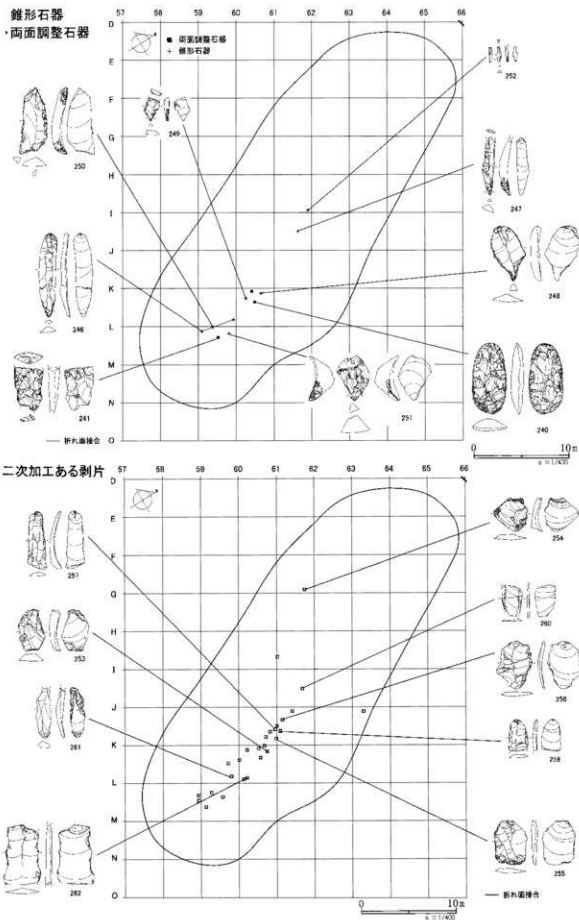 錐形石器
・両面調整石器
57 58 59 60 61 62 63 64 65 66
D
E
F
G
H
I
J
K
L
M
N
O
■ 両面調整石器
+ 錐形石器
250
249
252
247
246
248
241
251
240
— 折れ面接合
0 10m
s=1/400
二次加工ある剥片
57 58 59 60 61 62 63 64 65 66
D
E
F
G
H
I
J
K
L
M
N
O
257
254
260
253
256
261
259
262
255
— 折れ面接合
0 10m
s=1/400